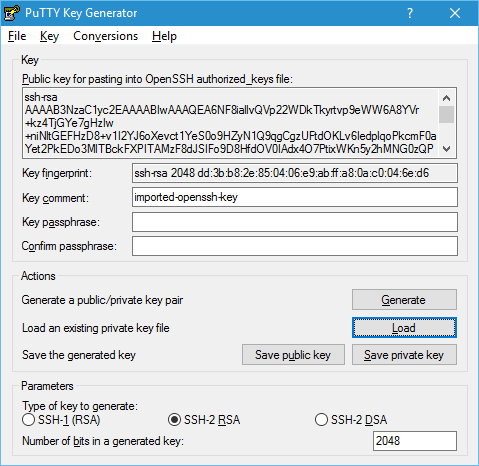 PuTTY Key Generator
File Key Conversions Help
Key
Public key for pasting into OpenSSH authorized_keys file:
ssh-rsa
AAAAB3NzaC1yc2EAAAABIwAAAQEA6NF8iallvQVp22WDkTkyrtvp9eWW6A8YVr
+kz4TjGYe7gHzlw
+niNltGEFHzD8+v1I2YJ6oXevct1YeS0o9HZyN1Q9qgCgzUFtdOKLv6IedplqoPkcmF0a
Yet2PkEDo3MITBckFXPITAMzF8dJSIFo9D8HfdOV0IAdx4O7PtixWKn5y2hMNG0zQP
Key fingerprint: ssh-rsa 2048 dd:3b:b8:2e:85:04:06:e9:ab:ff:a8:0a:c0:04:6e:d6
Key comment: imported-openssh-key
Key passphrase:
Confirm passphrase:
Actions
Generate a public/private key pair Generate
Load an existing private key file Load
Save the generated key Save public key Save private key
Parameters
Type of key to generate:
SSH-1 (RSA) SSH-2 RSA SSH-2 DSA
Number of bits in a generated key: 2048